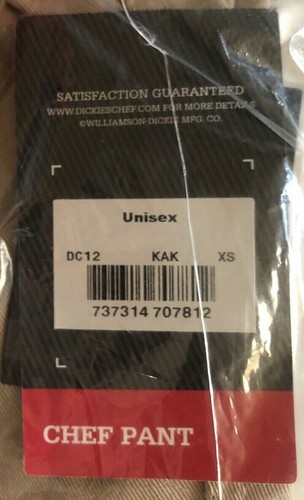 SATISFACTION GUARANTEED
WWW.DICKIESCHEF.COM FOR MORE DETAILS
©WILLIAMSON-DICKIE MFG. CO.
Unisex
DC12 KAK XS
737314 707812
CHEF PANT